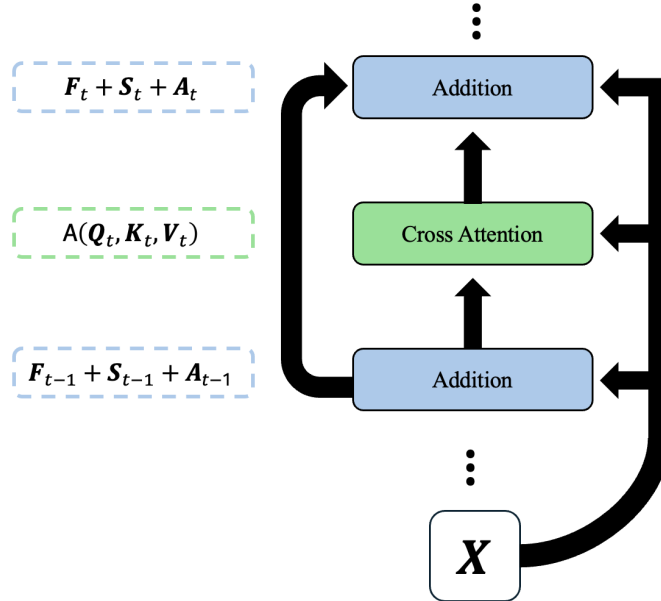 F_t + S_t + A_t
Addition
A(Q_t, K_t, V_t)
Cross Attention
F_{t-1} + S_{t-1} + A_{t-1}
Addition
X